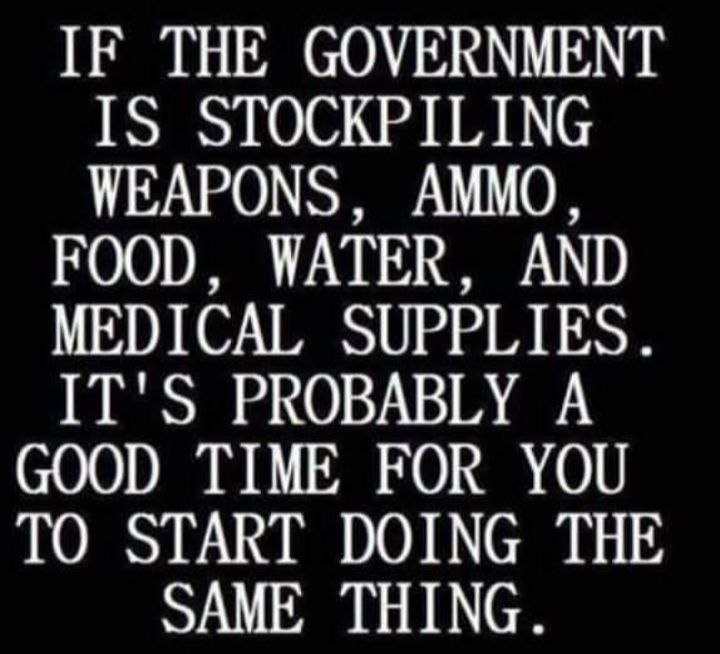 IF THE GOVERNMENT
IS STOCKPILING
WEAPONS, AMMO,
FOOD, WATER, AND
MEDICAL SUPPLIES.
IT'S PROBABLY A
GOOD TIME FOR YOU
TO START DOING THE
SAME THING.